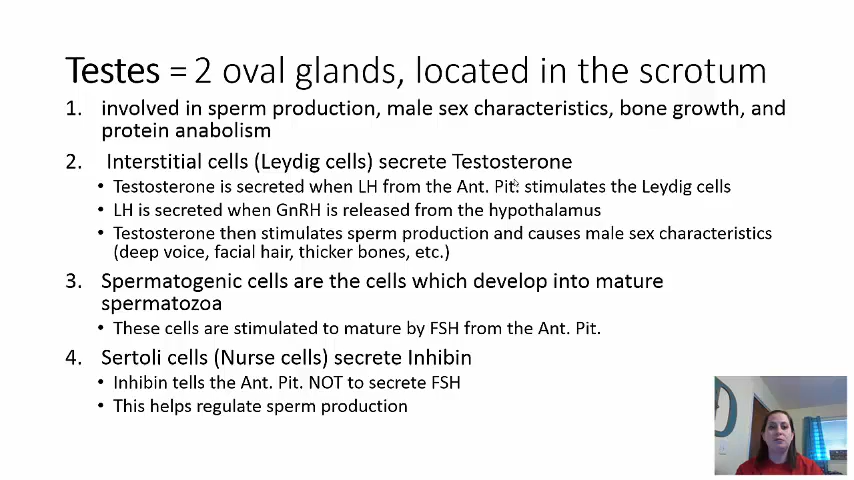 Testes = 2 oval glands, located in the scrotum
1. involved in sperm production, male sex characteristics, bone growth, and
protein anabolism
2. Interstitial cells (Leydig cells) secrete Testosterone
• Testosterone is secreted when LH from the Ant. Pit. stimulates the Leydig cells
• LH is secreted when GnRH is released from the hypothalamus
• Testosterone then stimulates sperm production and causes male sex characteristics
(deep voice, facial hair, thicker bones, etc.)
3. Spermatogenic cells are the cells which develop into mature
spermatozoa
• These cells are stimulated to mature by FSH from the Ant. Pit.
4. Sertoli cells (Nurse cells) secrete Inhibin
• Inhibin tells the Ant. Pit. NOT to secrete FSH
• This helps regulate sperm production